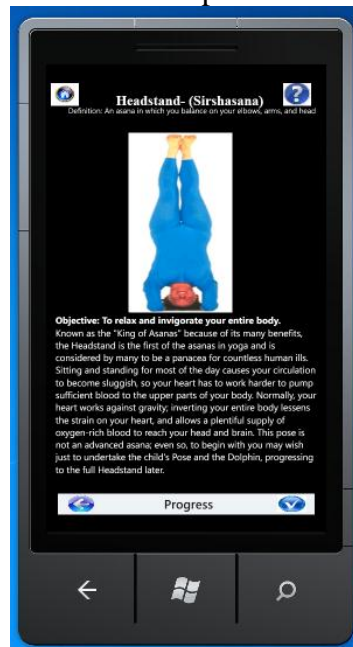 Headstand- (Sirshasana)
Definition: An asana in which you balance on your elbows, arms, and head
Objective: To relax and invigorate your entire body.
Known as the "King of Asanas" because of its many benefits,
the Headstand is the first of the asanas in yoga and is
considered by many to be a panacea for countless human ills.
Sitting and standing for most of the day causes your circulation
to become sluggish, so your heart has to work harder to pump
sufficient blood to the upper parts of your body. Normally, your
heart works against gravity; inverting your entire body lessens
the strain on your heart, and allows a plentiful supply of
oxygen-rich blood to reach your head and brain. This pose is
not an advanced asana; even so, to begin with you may wish
just to undertake the child's Pose and the Dolphin, progressing
to the full Headstand later.
Progress